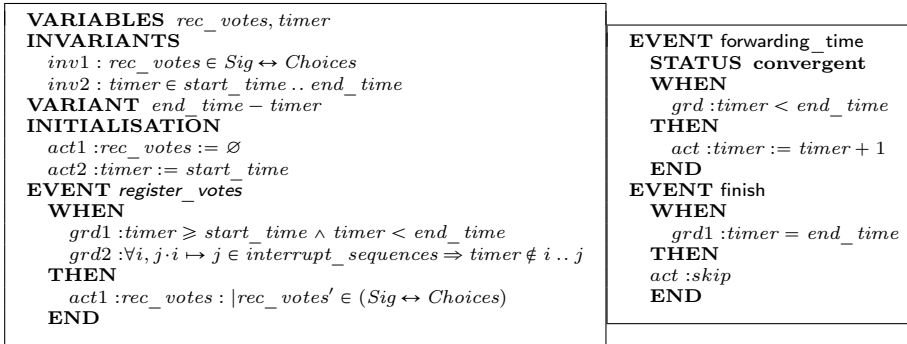 VARIABLES rec_votes, timer
INVARIANTS
inv1 : rec_votes ∈ Sig ↔ Choices
inv2 : timer ∈ start_time .. end_time
VARIANT end_time − timer
INITIALISATION
act1 :rec_votes := ∅
act2 :timer := start_time
EVENT register_votes
WHEN
grd1 :timer ⩾ start_time ∧ timer < end_time
grd2 :∀i, j·i ↦ j ∈ interrupt_sequences ⇒ timer ∉ i .. j
THEN
act1 :rec_votes : |rec_votes′ ∈ (Sig ↔ Choices)
END
EVENT forwarding_time
STATUS convergent
WHEN
grd :timer < end_time
THEN
act :timer := timer + 1
END
EVENT finish
WHEN
grd1 :timer = end_time
THEN
act :skip
END